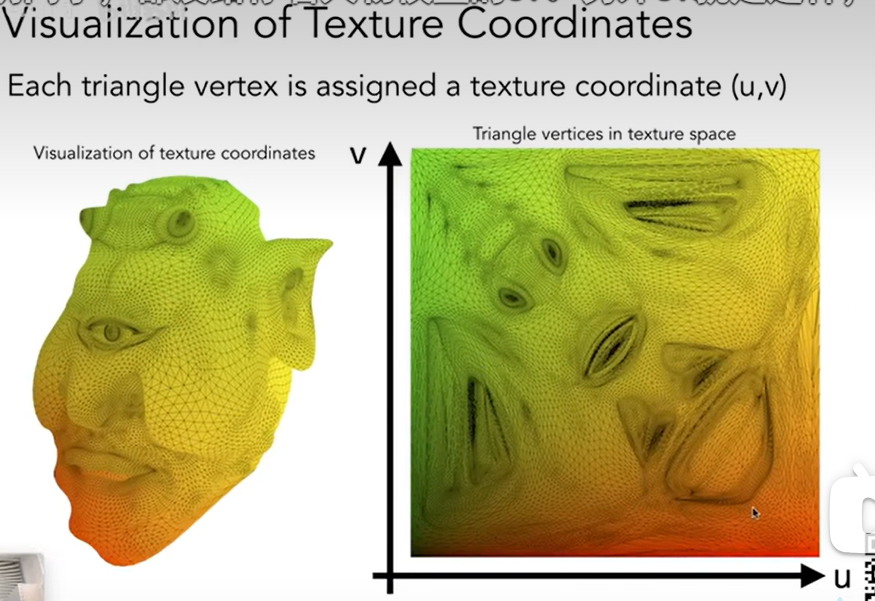 Visualization of Texture Coordinates
Each triangle vertex is assigned a texture coordinate (u,v)
Visualization of texture coordinates
v
Triangle vertices in texture space
u